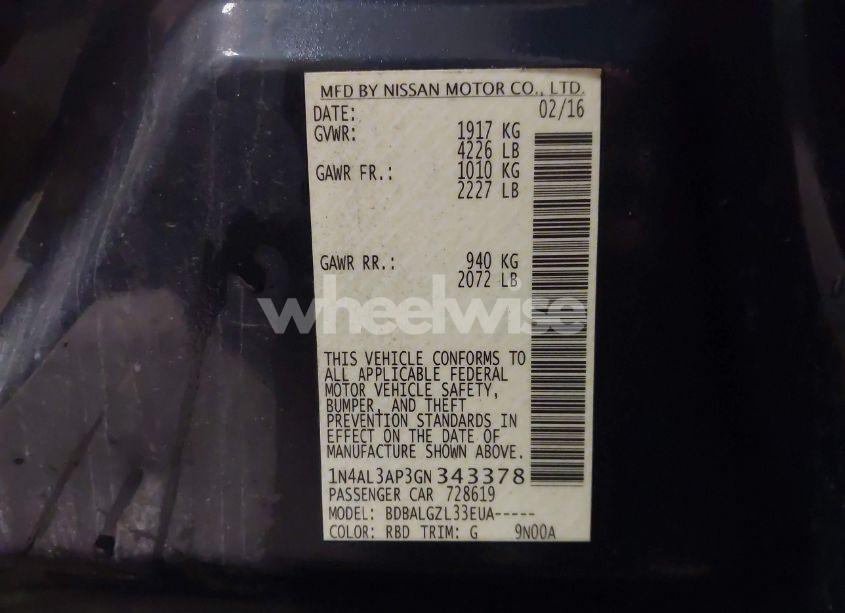 MFD BY NISSAN MOTOR CO., LTD.
DATE: 02/16
GVWR: 1917 KG
4226 LB
GAWR FR.: 1010 KG
2227 LB
GAWR RR.: 940 KG
2072 LB
wheelwise
THIS VEHICLE CONFORMS TO
ALL APPLICABLE FEDERAL
MOTOR VEHICLE SAFETY,
BUMPER, AND THEFT
PREVENTION STANDARDS IN
EFFECT ON THE DATE OF
MANUFACTURE SHOWN ABOVE.
1N4AL3AP3GN343378
PASSENGER CAR 728619
MODEL: BDBALGZL33EUA-----
COLOR: RBD TRIM: G 9N00A